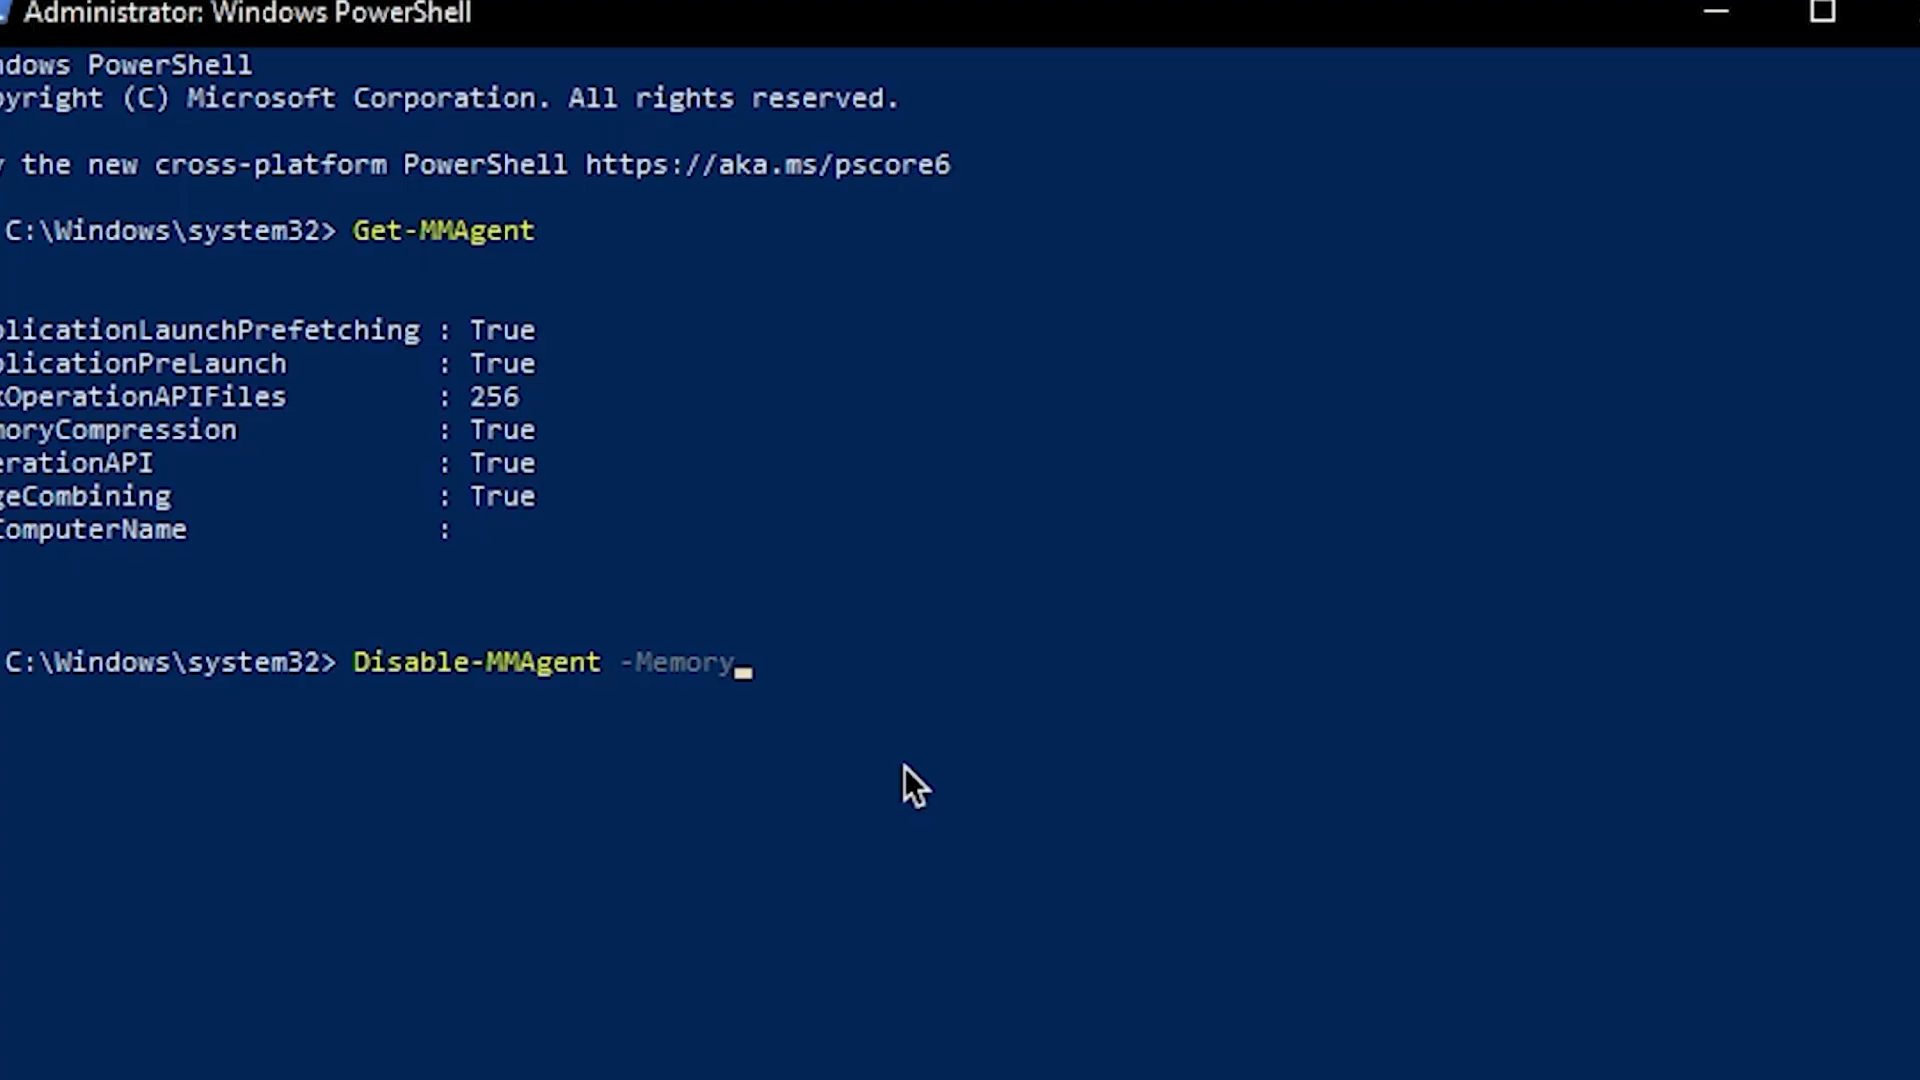 Administrator: Windows PowerShell
ndows PowerShell
pyright (C) Microsoft Corporation. All rights reserved.
y the new cross-platform PowerShell https://aka.ms/pscore6
C:\Windows\system32> Get-MMAgent
plicationLaunchPrefetching : True
plicationPreLaunch : True
xOperationAPIFiles : 256
moryCompression : True
erationAPI : True
geCombining : True
ComputerName :
C:\Windows\system32> Disable-MMAgent -Memory